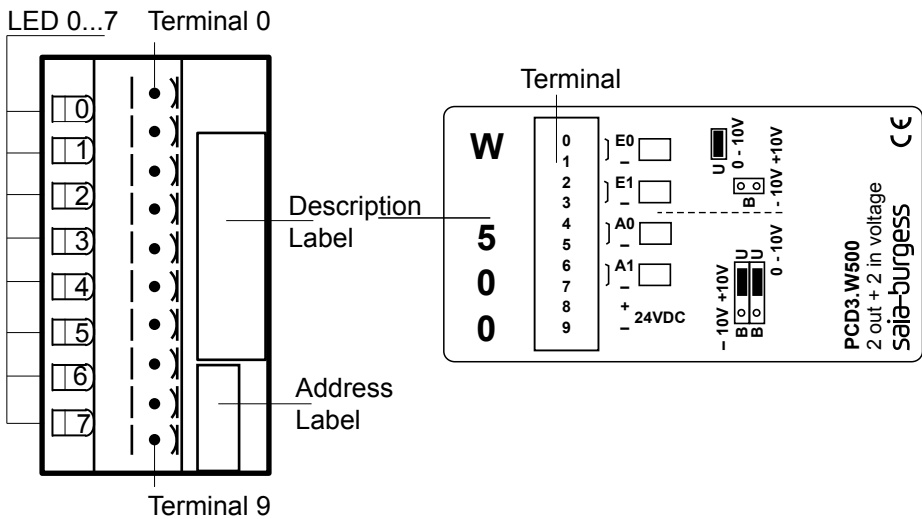 LED 0...7
Terminal 0
0
1
2
3
4
5
6
7
Terminal 9
Description
Label
Address
Label
Terminal
W
5
0
0
0
1
2
3
4
5
6
7
8
9
E0
–
E1
–
A0
–
A1
–
+
– 24VDC
U
0 - 10V
B
- 10V +10V
– 10V +10V
B U
B U
0 - 10V
PCD3.W500
2 out + 2 in voltage
saia-burgess
CE